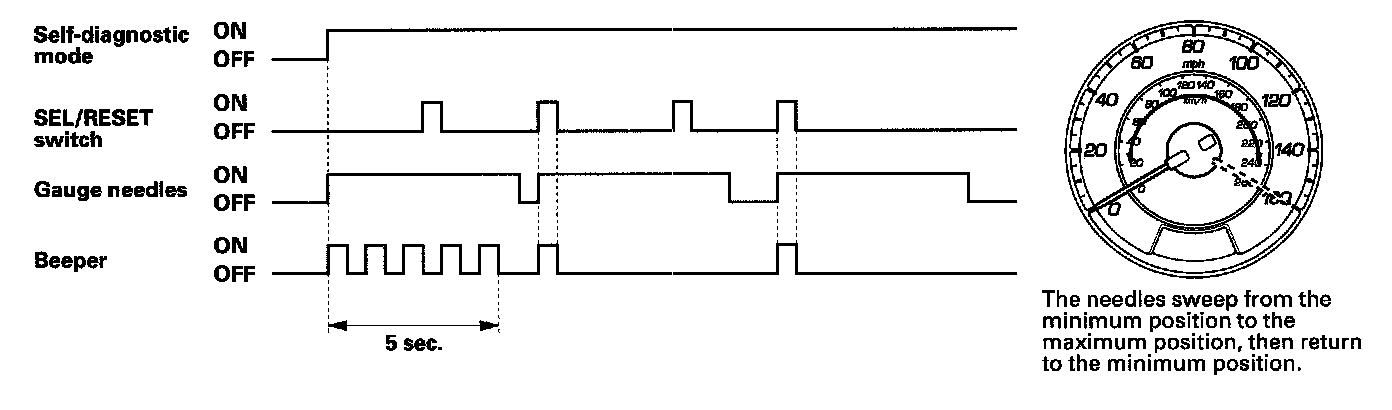 Self-diagnostic
mode
ON
OFF
SEL/RESET
switch
ON
OFF
Gauge needles
ON
OFF
Beeper
ON
OFF
5 sec.
0
20
40
60
80
100
120
140
160
mph
0
20
40
80
100
120
140
160
180
200
220
240
km/h
The needles sweep from the
minimum position to the
maximum position, then return
to the minimum position.